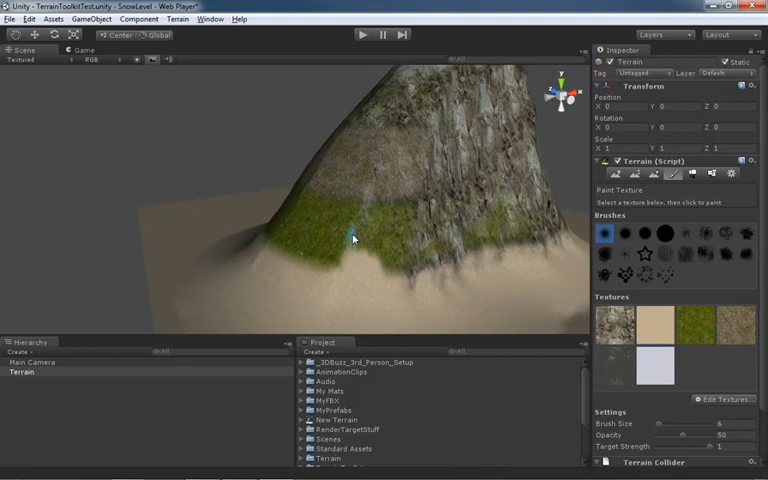 Unity - TerrainToolkitTest.unity - SnowLevel - Web Player*
File Edit Assets GameObject Component Terrain Window Help
Center Global Layers Layout
Scene Game
Textured RGB All
y
x
z
Inspector
Terrain Static
Tag Untagged Layer Default
Transform
Position
X 0 Y 0 Z 0
Rotation
X 0 Y 0 Z 0
Scale
X 1 Y 1 Z 1
Terrain (Script)
Paint Texture
Select a texture below, then click to paint
Brushes
Textures
Edit Textures...
Settings
Brush Size 6
Opacity 50
Target Strength 1
Terrain Collider
Hierarchy
Create All
Main Camera
Terrain
Project
Create All
_3DBuzz_3rd_Person_Setup
AnimationClips
Audio
My Mats
MyFBX
MyPrefabs
New Terrain
RenderTargetStuff
Scenes
Standard Assets
Terrain